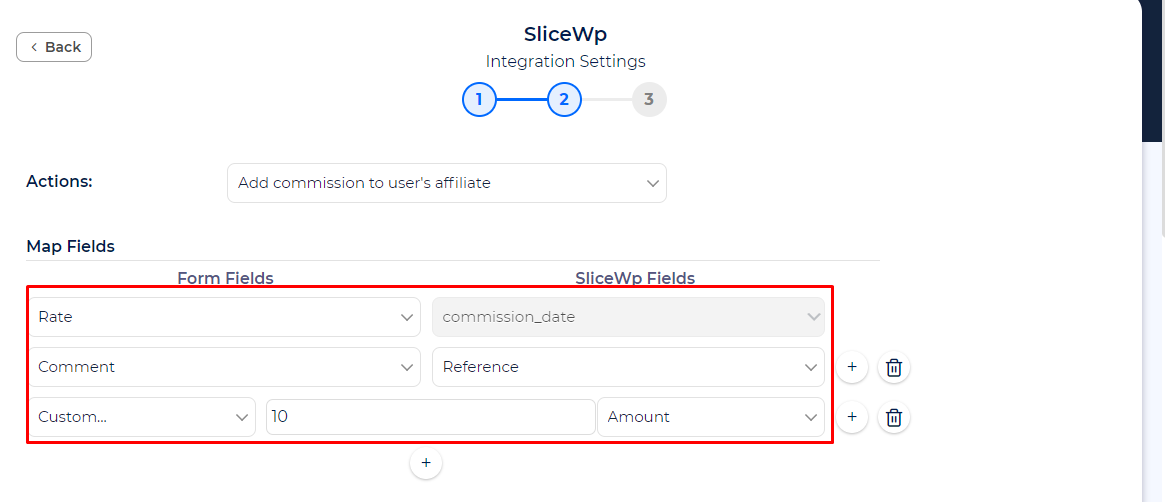 SliceWp
Back
Integration Settings
1 2 3
Actions: Add commission to user's affiliate
Map Fields
Form Fields SliceWp Fields
Rate commission_date
Comment Reference
Custom... 10 Amount